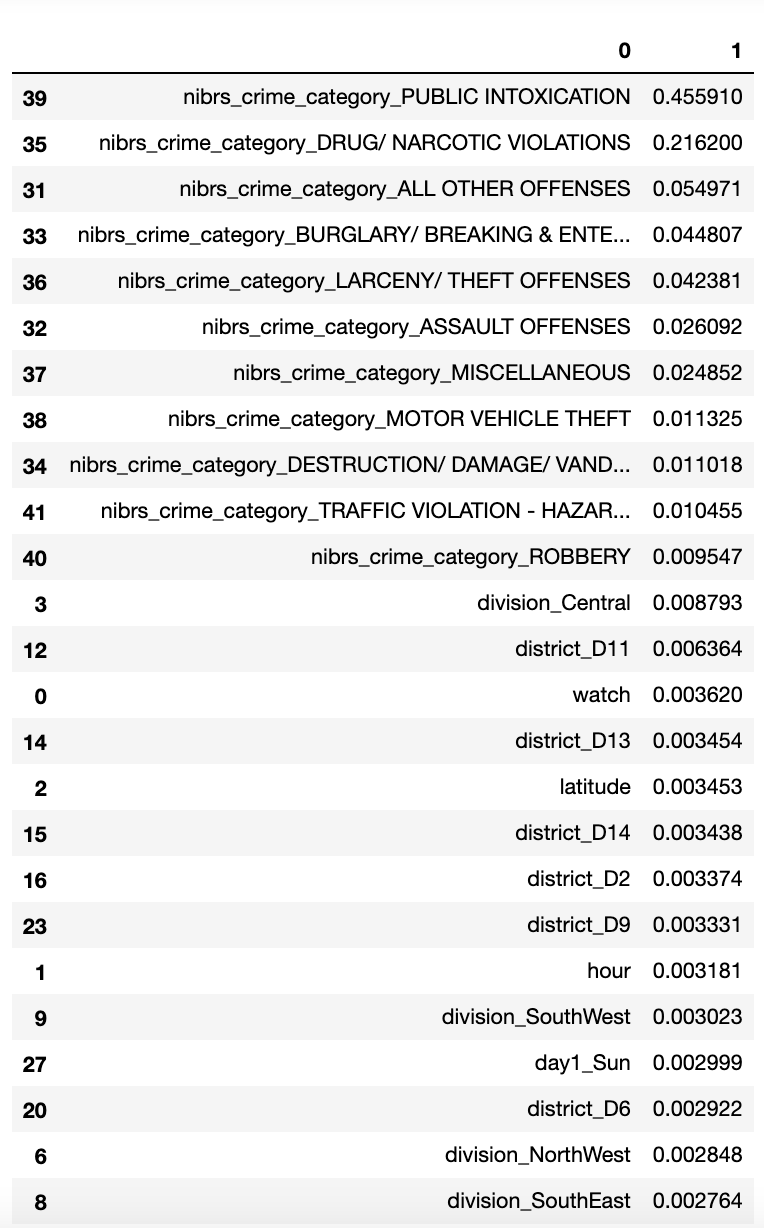 0 1
39 nibrs_crime_category_PUBLIC INTOXICATION 0.455910
35 nibrs_crime_category_DRUG/ NARCOTIC VIOLATIONS 0.216200
31 nibrs_crime_category_ALL OTHER OFFENSES 0.054971
33 nibrs_crime_category_BURGLARY/ BREAKING & ENTE... 0.044807
36 nibrs_crime_category_LARCENY/ THEFT OFFENSES 0.042381
32 nibrs_crime_category_ASSAULT OFFENSES 0.026092
37 nibrs_crime_category_MISCELLANEOUS 0.024852
38 nibrs_crime_category_MOTOR VEHICLE THEFT 0.011325
34 nibrs_crime_category_DESTRUCTION/ DAMAGE/ VAND... 0.011018
41 nibrs_crime_category_TRAFFIC VIOLATION - HAZAR... 0.010455
40 nibrs_crime_category_ROBBERY 0.009547
3 division_Central 0.008793
12 district_D11 0.006364
0 watch 0.003620
14 district_D13 0.003454
2 latitude 0.003453
15 district_D14 0.003438
16 district_D2 0.003374
23 district_D9 0.003331
1 hour 0.003181
9 division_SouthWest 0.003023
27 day1_Sun 0.002999
20 district_D6 0.002922
6 division_NorthWest 0.002848
8 division_SouthEast 0.002764